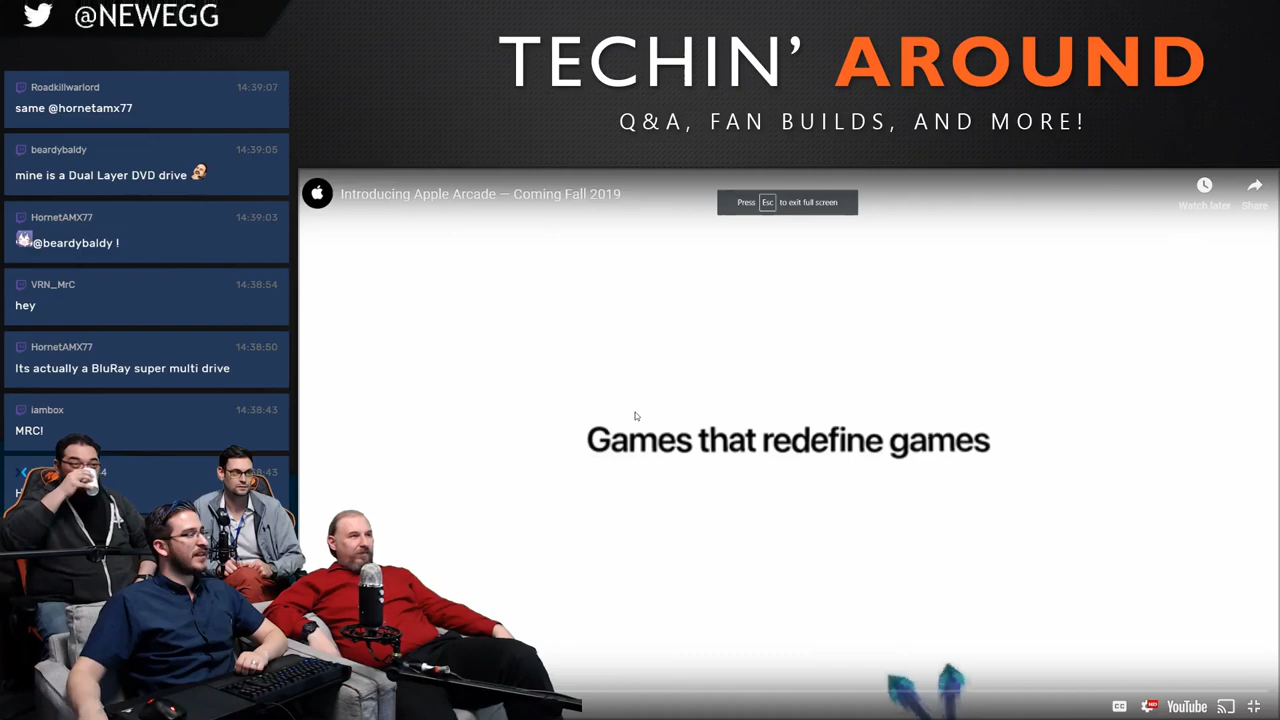 @NEWEGG
TECHIN' AROUND
Q&A, FAN BUILDS, AND MORE!
Roadkillwarlord 14:39:07
same @hornetamx77
beardybaldy 14:39:05
mine is a Dual Layer DVD drive
HornetAMX77 14:39:03
@beardybaldy !
VRN_MrC 14:38:54
hey
HornetAMX77 14:38:50
Its actually a BluRay super multi drive
iambox 14:38:43
MRC!
Introducing Apple Arcade — Coming Fall 2019
Press Esc to exit full screen
Watch later
Share
Games that redefine games
CC
HD
YouTube